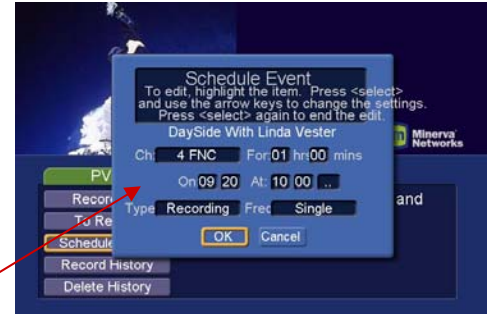 Schedule Event
To edit, highlight the item. Press <select>
and use the arrow keys to change the settings.
Press <select> again to end the edit.
DaySide With Linda Vester
Ch: 4 FNC For: 01 hrs 00 mins
On 09 20 At: 10 00 ..
Type Recording Freq Single
OK Cancel
Minerva
Networks
PV
Recor
and
To Re
Schedule
Record History
Delete History